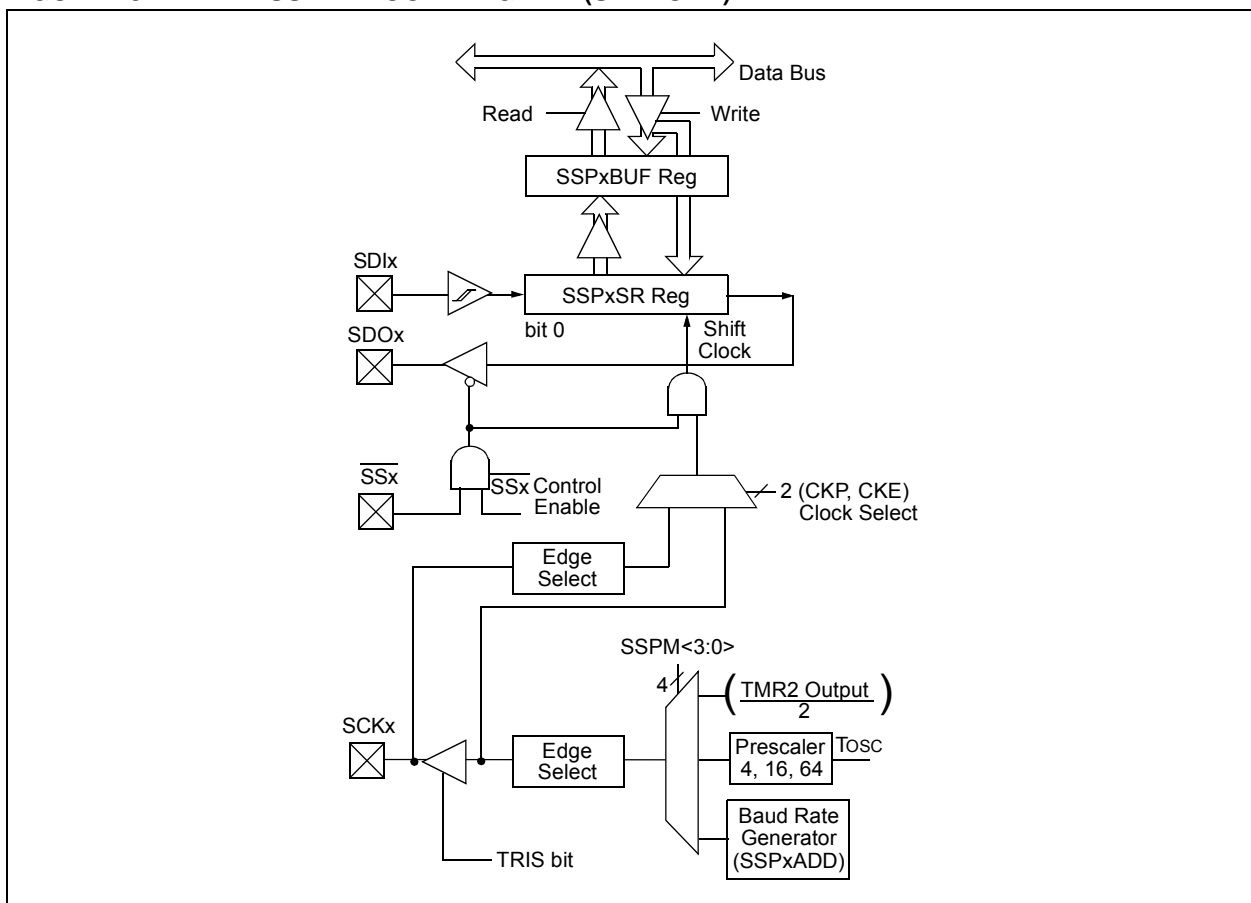 Data Bus
Read
Write
SSPxBUF Reg
SDIx
SSPxSR Reg
bit 0
Shift
Clock
SDOx
SSx
SSx Control
Enable
2 (CKP, CKE)
Clock Select
Edge
Select
SSPM<3:0>
4
(TMR2 Output)
2
SCKx
Edge
Select
Prescaler
4, 16, 64
TOSC
Baud Rate
Generator
(SSPxADD)
TRIS bit